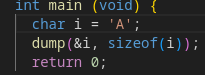 int main (void) {
char i = 'A';
dump(&i, sizeof(i));
return 0;